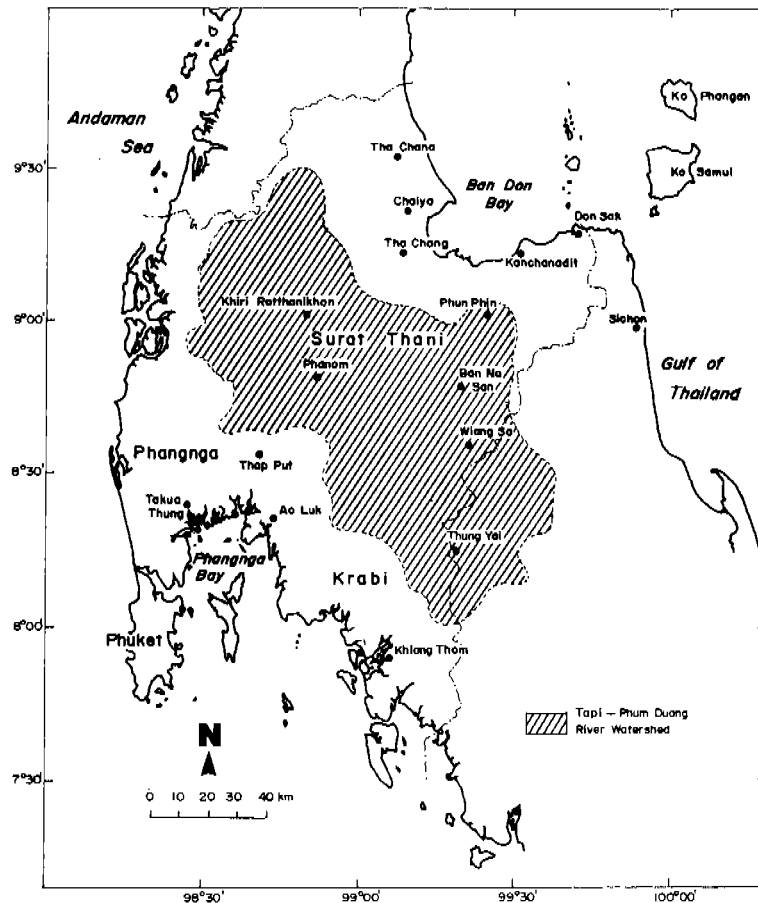 Ko Phangan
Andaman
Sea
Tha Chana
9°30'
Ban Don
Bay
Ko Samui
Chaiya
Don Sak
Tha Chang
Kanchanadit
Khiri Ratthanikhon
Phun Phin
9°00'
Sichon
Surat Thani
Gulf of
Thailand
Phanom
Ban Na
San
Wiang Sa
Phangnga
8°30'
Thap Put
Takua
Thung
Ao Luk
Thung Yai
Phangnga
Bay
Krabi
8°00'
Phuket
Khlong Thom
N
Tapi – Phum Duang
River Watershed
7°30'
0 10 20 30 40 km
98°30' 99°00' 99°30' 100°00'